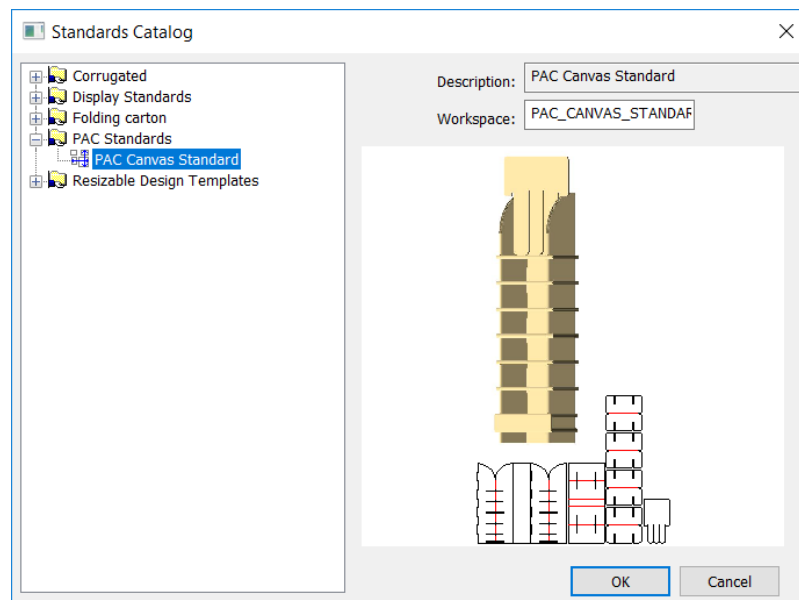 Standards Catalog
Corrugated
Display Standards
Folding carton
PAC Standards
PAC Canvas Standard
Resizable Design Templates
Description: PAC Canvas Standard
Workspace: PAC_CANVAS_STANDAR
OK Cancel